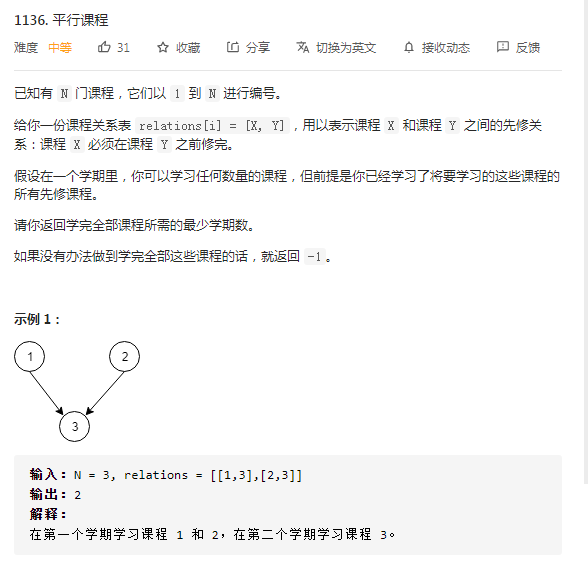 1136. 平行课程
难度 中等 31 收藏 分享 切换为英文 接收动态 反馈
已知有 N 门课程，它们以 1 到 N 进行编号。
给你一份课程关系表 relations[i] = [X, Y]，用以表示课程 X 和课程 Y 之间的先修关
系：课程 X 必须在课程 Y 之前修完。
假设在一个学期里，你可以学习任何数量的课程，但前提是你已经学习了将要学习的这些课程的
所有先修课程。
请你返回学完全部课程所需的最少学期数。
如果没有办法做到学完全部这些课程的话，就返回 -1。
示例 1：
1 2
3
输入：N = 3, relations = [[1,3],[2,3]]
输出：2
解释：
在第一个学期学习课程 1 和 2，在第二个学期学习课程 3。